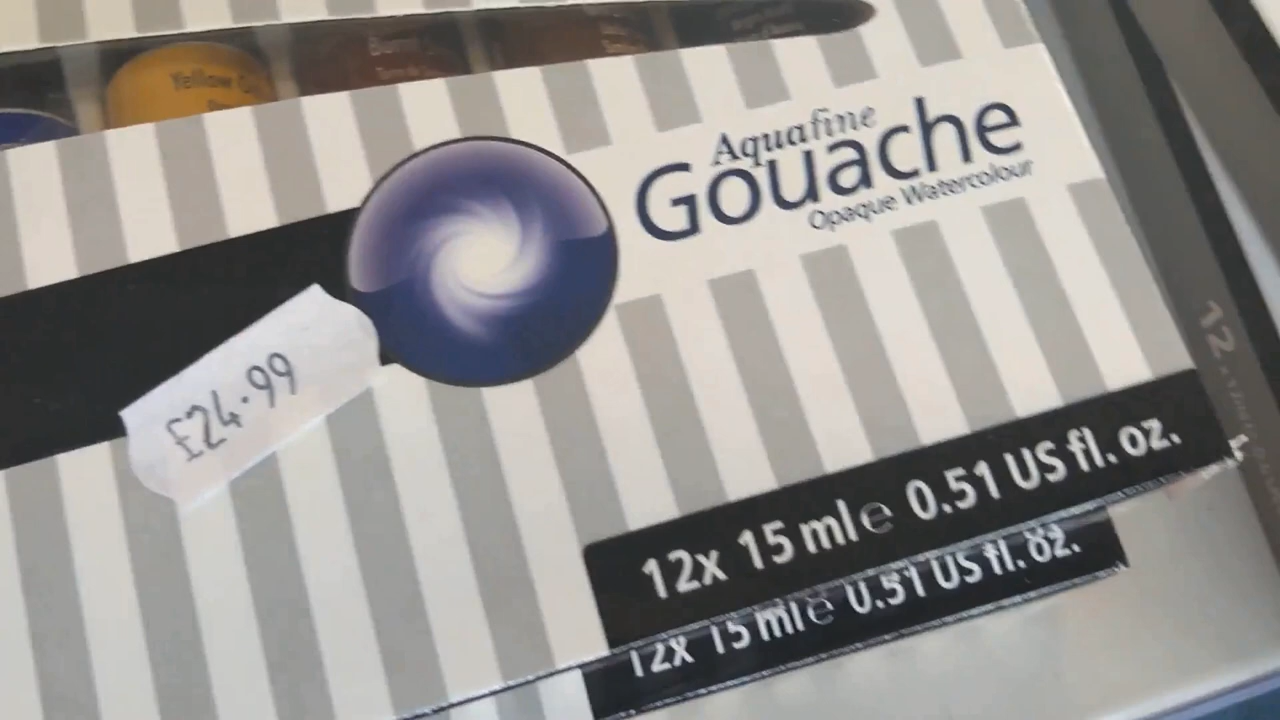 Yellow
Burnt
Aquafine
Gouache
Opaque Watercolour
£24.99
12x 15 ml e 0.51 US fl. oz.
12x 15 ml e 0.51 US fl. oz.
12